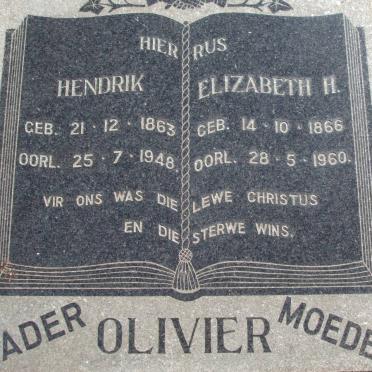 HIER RUS
HENDRIK ELIZABETH H.
GEB. 21-12-1863 GEB. 14-10-1866
OORL. 25-7-1948. OORL. 28-5-1960.
VIR ONS WAS DIE LEWE CHRISTUS
EN DIE STERWE WINS.
ADER OLIVIER MOEDE